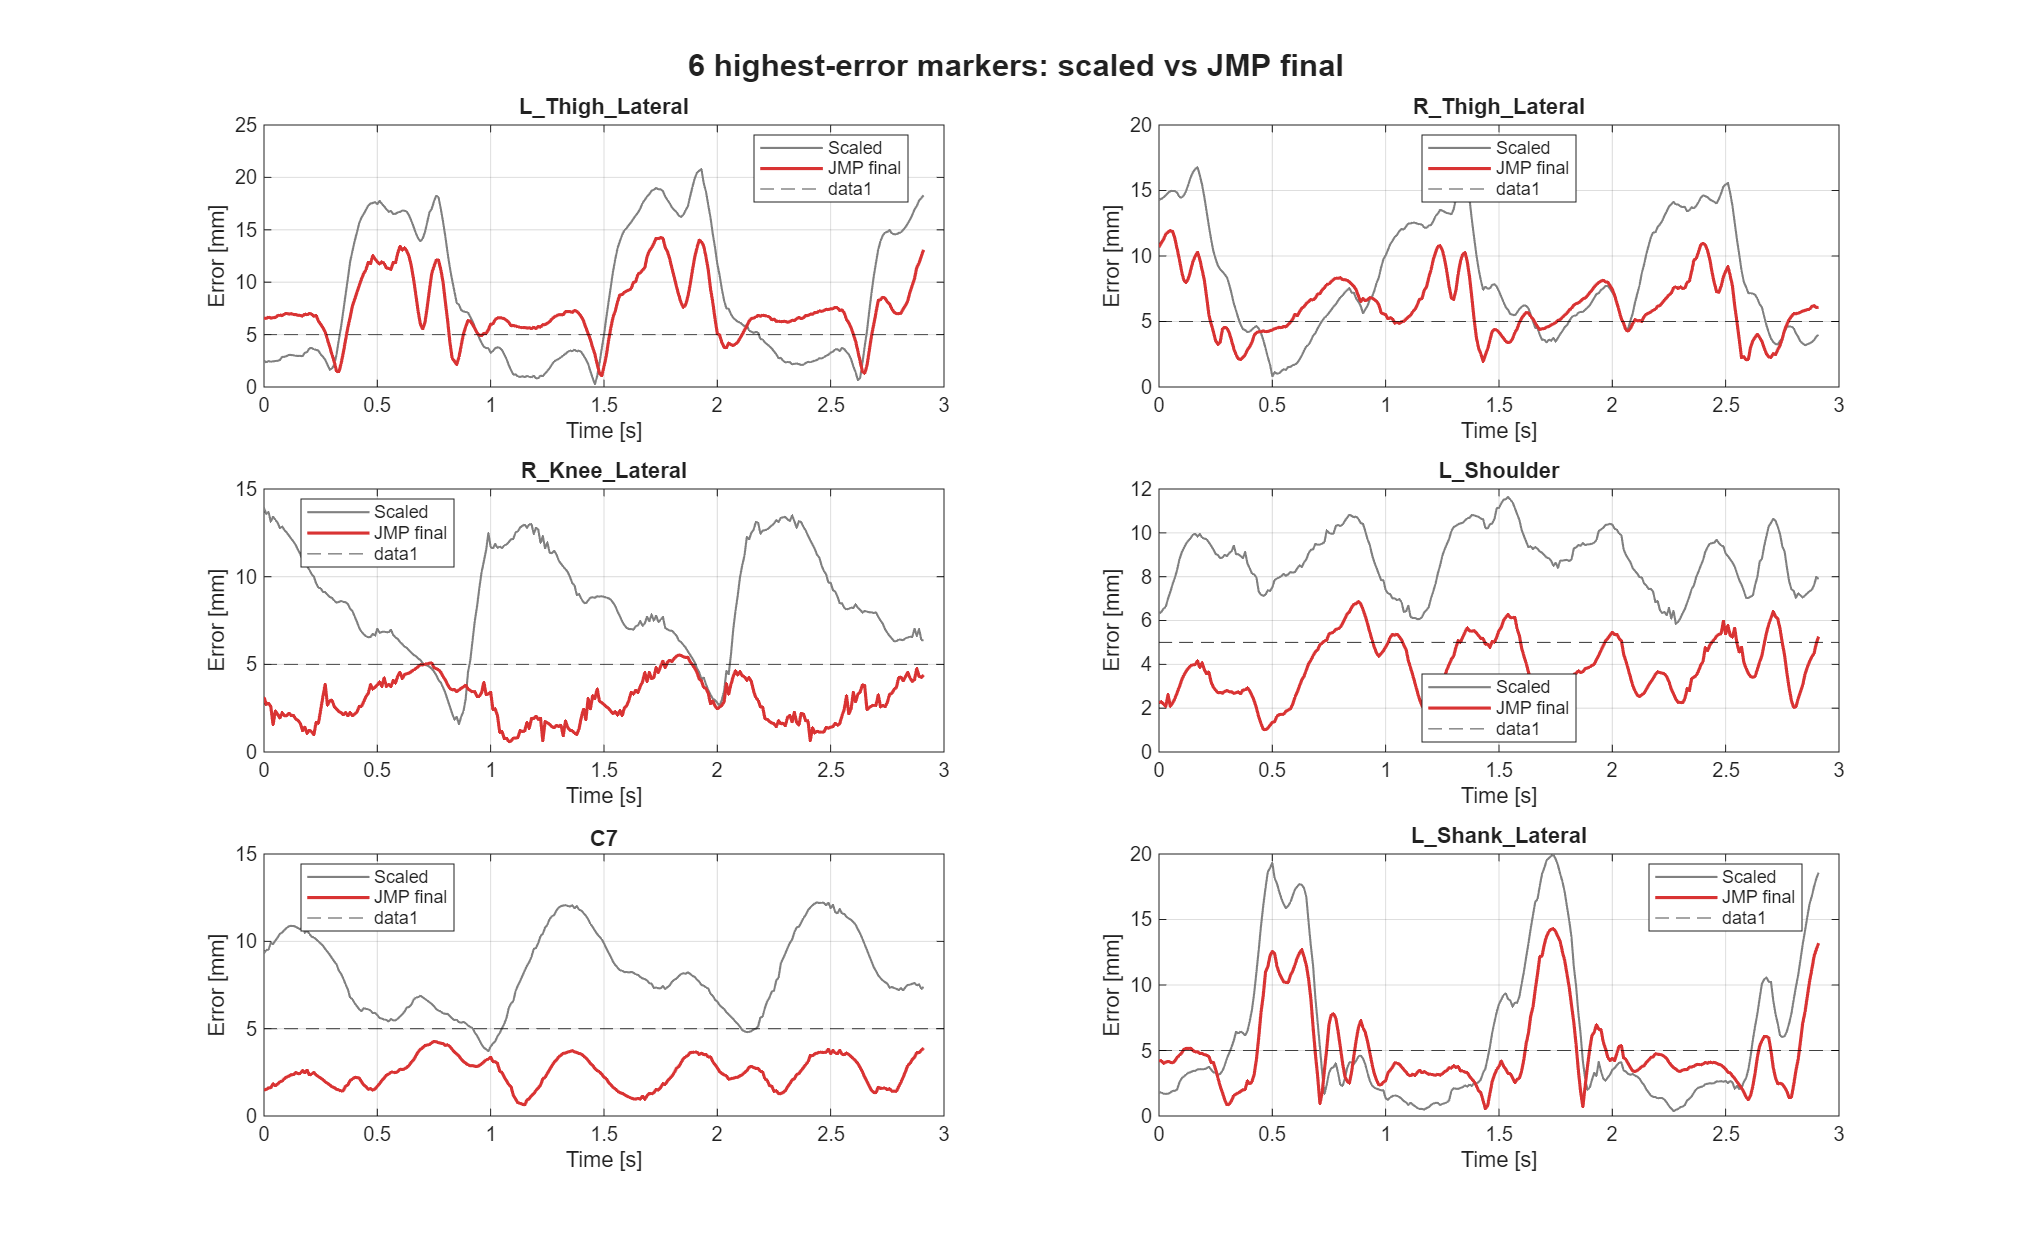 6 highest-error markers: scaled vs JMP final
L_Thigh_Lateral
25
20
15
10
5
0
Error [mm]
Scaled
JMP final
data1
0 0.5 1 1.5 2 2.5 3
Time [s]
R_Thigh_Lateral
20
15
10
5
0
Error [mm]
Scaled
JMP final
data1
0 0.5 1 1.5 2 2.5 3
Time [s]
R_Knee_Lateral
15
10
5
0
Error [mm]
Scaled
JMP final
data1
0 0.5 1 1.5 2 2.5 3
Time [s]
L_Shoulder
12
10
8
6
4
2
0
Error [mm]
Scaled
JMP final
data1
0 0.5 1 1.5 2 2.5 3
Time [s]
C7
15
10
5
0
Error [mm]
Scaled
JMP final
data1
0 0.5 1 1.5 2 2.5 3
Time [s]
L_Shank_Lateral
20
15
10
5
0
Error [mm]
Scaled
JMP final
data1
0 0.5 1 1.5 2 2.5 3
Time [s]